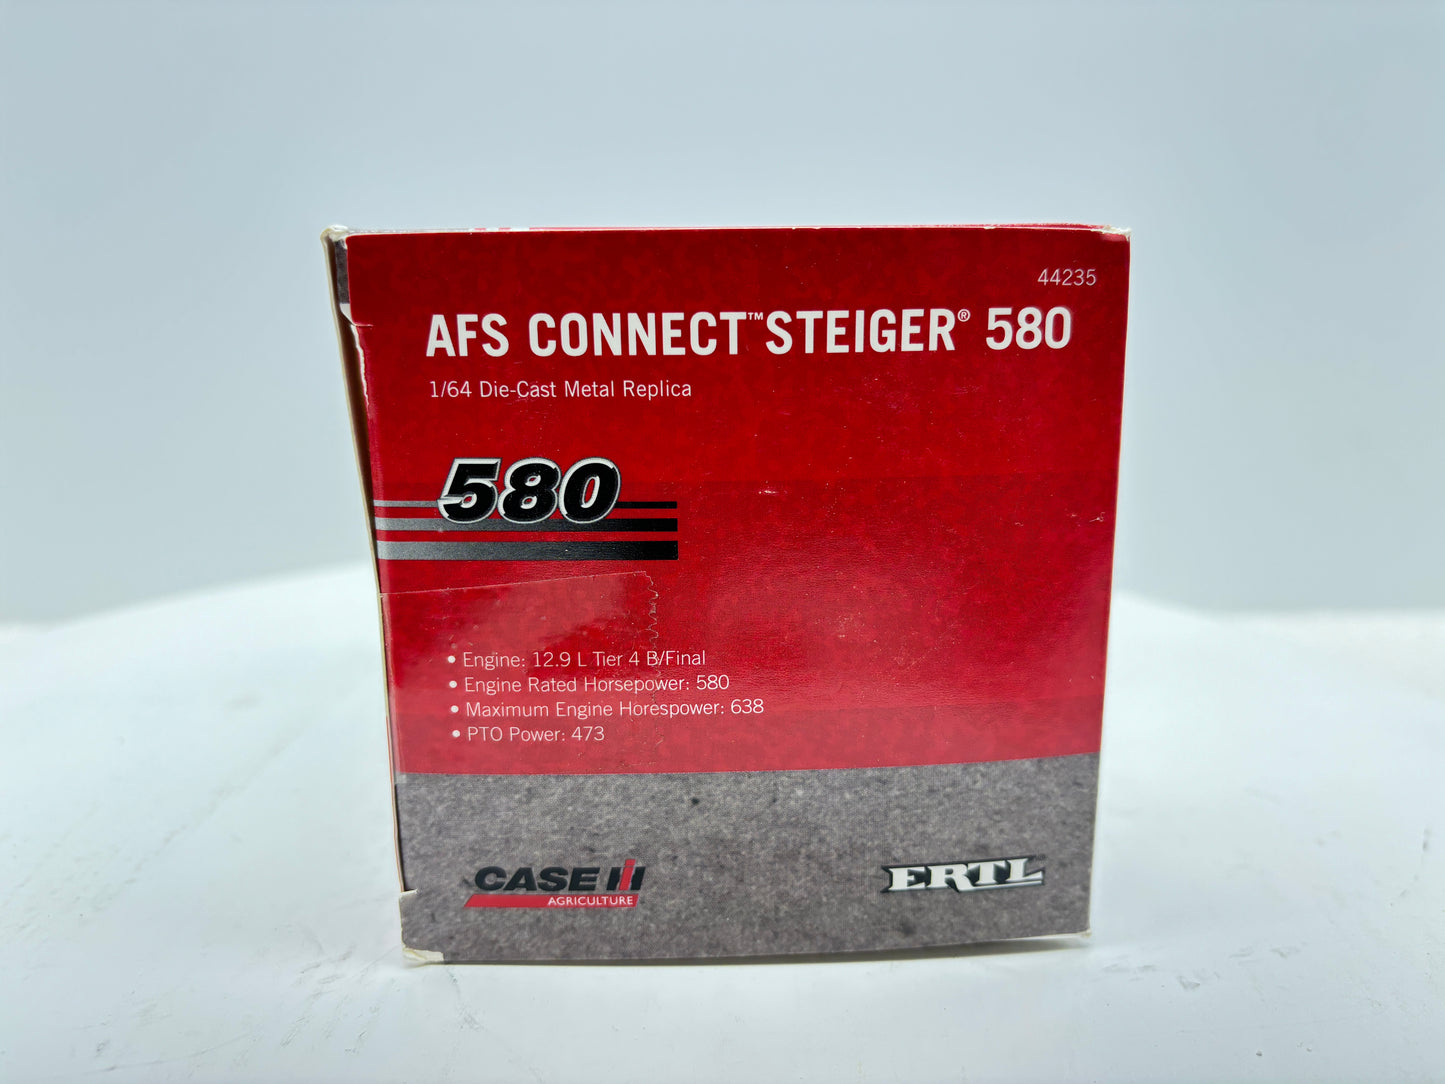 44235
AFS CONNECT™ STEIGER® 580
1/64 Die-Cast Metal Replica
580
• Engine: 12.9 L Tier 4 B/Final
• Engine Rated Horsepower: 580
• Maximum Engine Horespower: 638
• PTO Power: 473
CASE IH
AGRICULTURE
ERTL